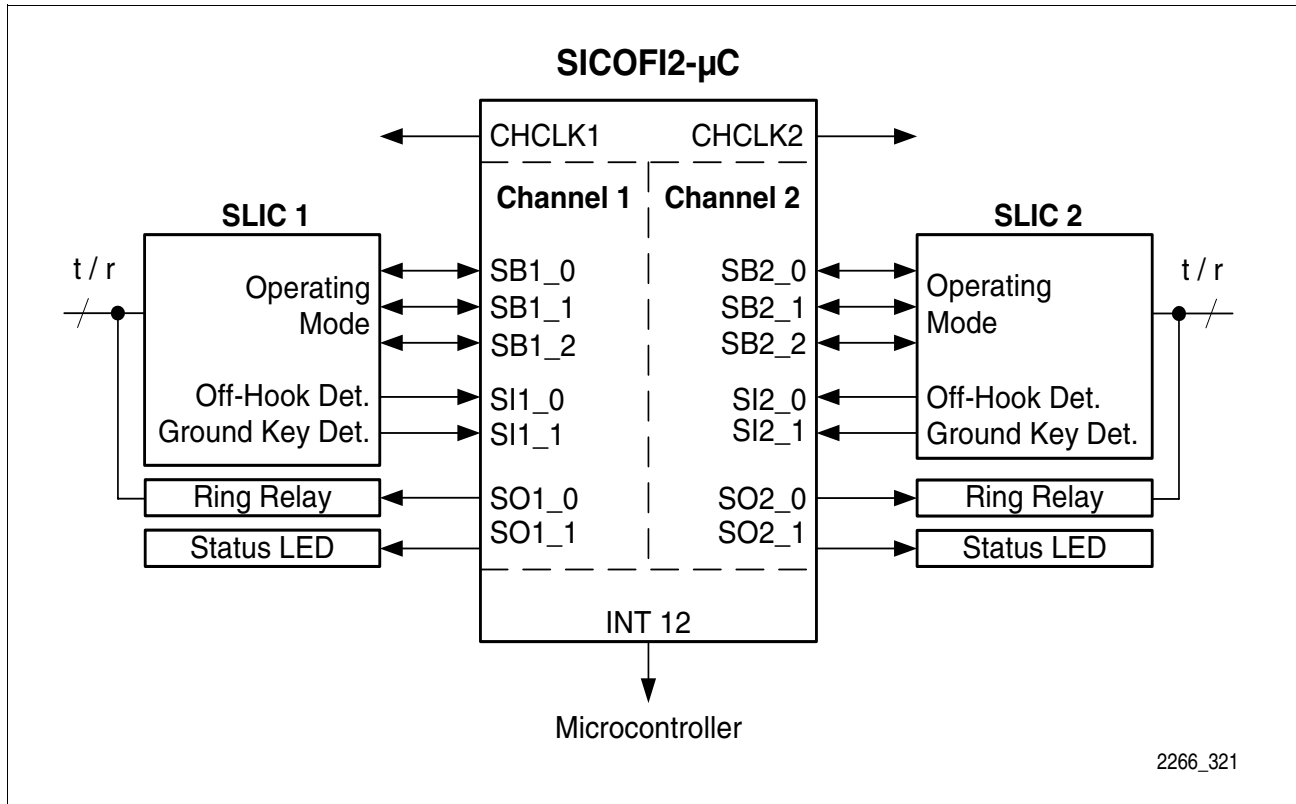 SICOFI2-µC
CHCLK1 CHCLK2
Channel 1 Channel 2
SLIC 1
SLIC 2
t / r
Operating
Mode
Off-Hook Det.
Ground Key Det.
SB1_0
SB1_1
SB1_2
SI1_0
SI1_1
SO1_0
SO1_1
SB2_0
SB2_1
SB2_2
SI2_0
SI2_1
SO2_0
SO2_1
Operating
Mode
Off-Hook Det.
Ground Key Det.
t / r
Ring Relay
Status LED
Ring Relay
Status LED
INT 12
Microcontroller
2266_321